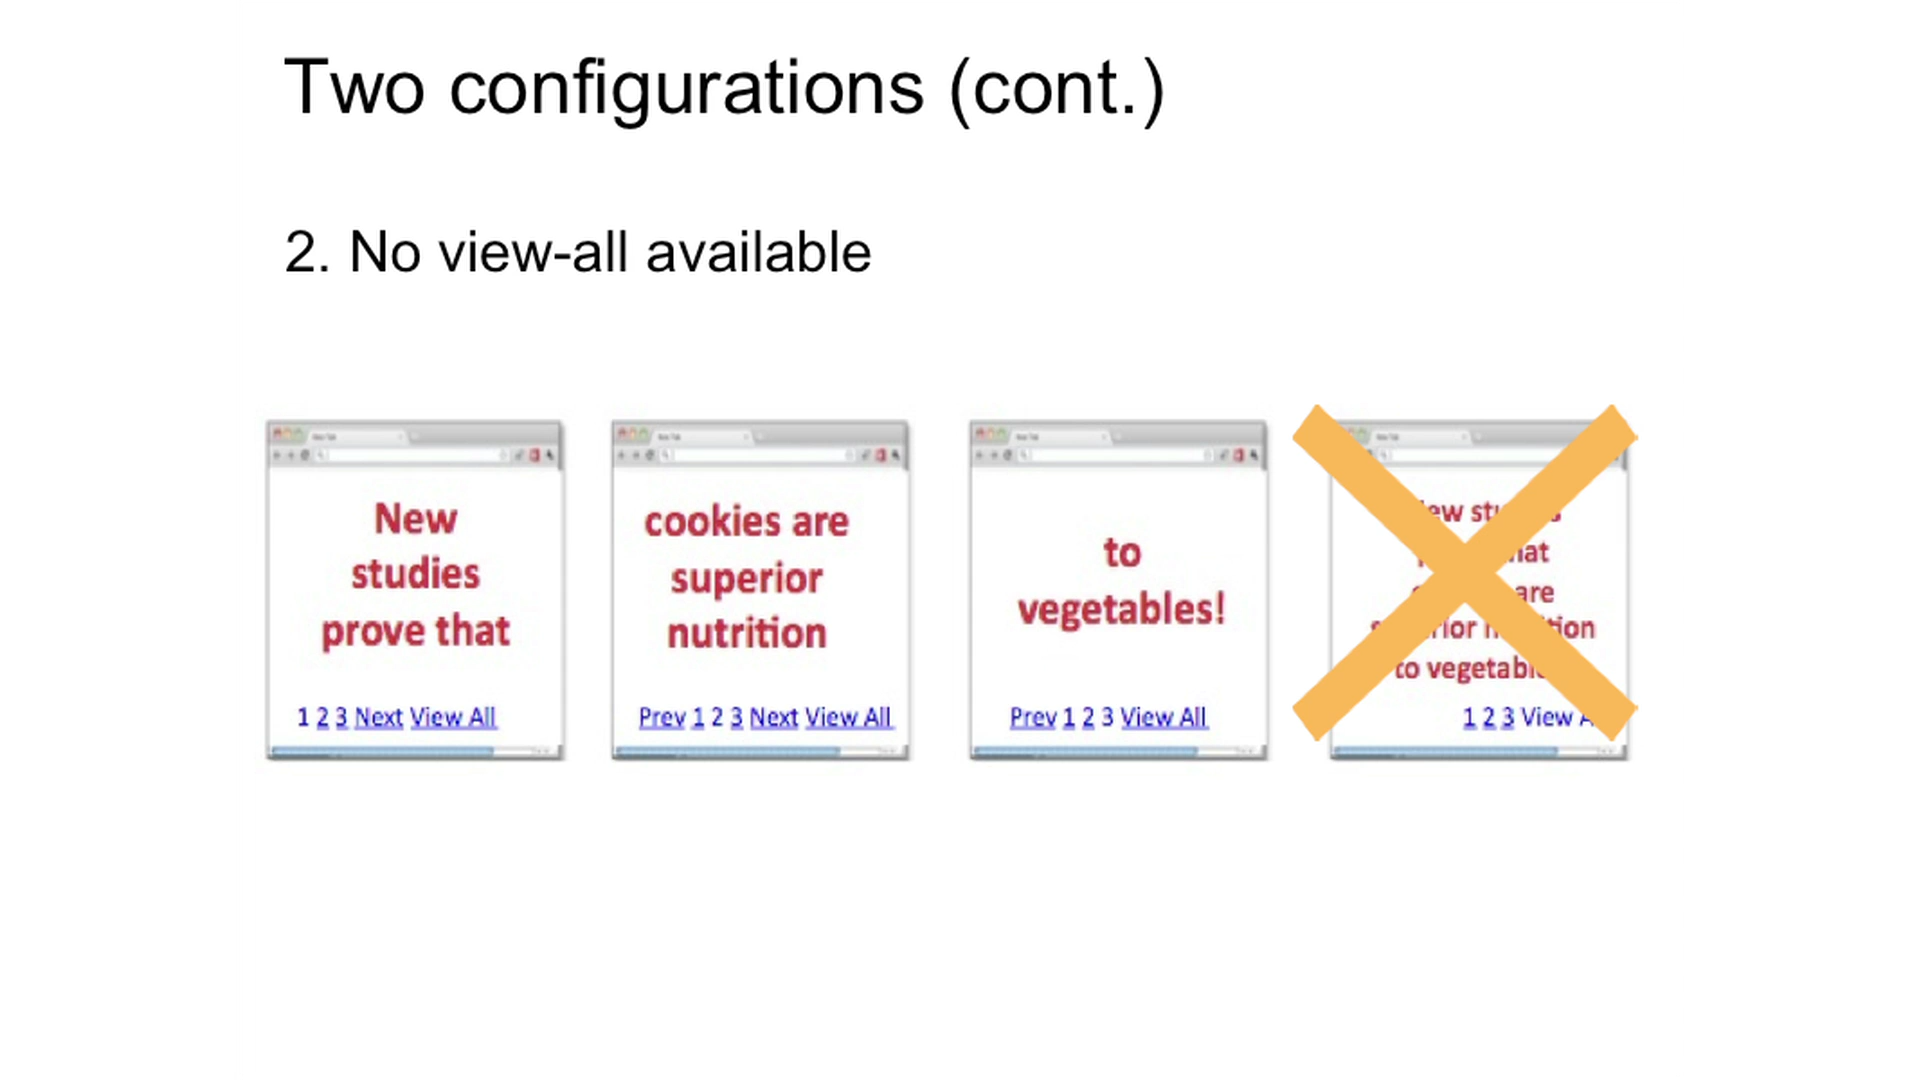 Two configurations (cont.)
2. No view-all available
New
studies
prove that
1 2 3 Next View All
cookies are
superior
nutrition
Prev 1 2 3 Next View All
to
vegetables!
Prev 1 2 3 View All
are
to
1 2 3 View